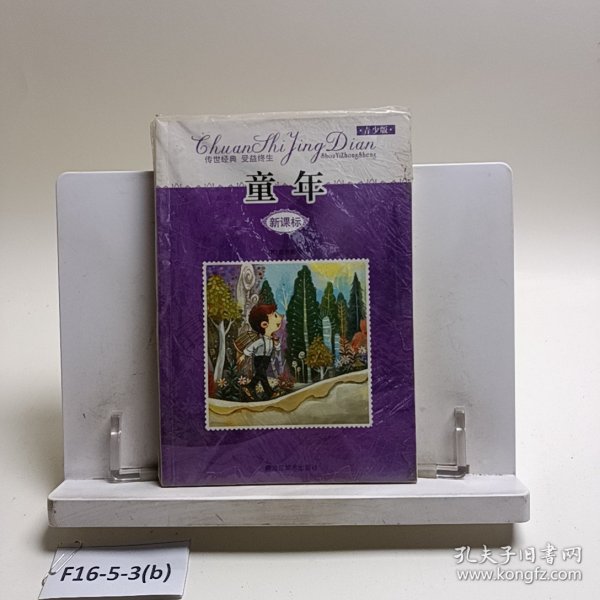 ·青少版·
ChuanShiJingDian
传世经典 受益终生
ShouYiZhongSheng
童年
新课标
F16-5-3(b)
孔夫子旧书网
www.kongfz.com